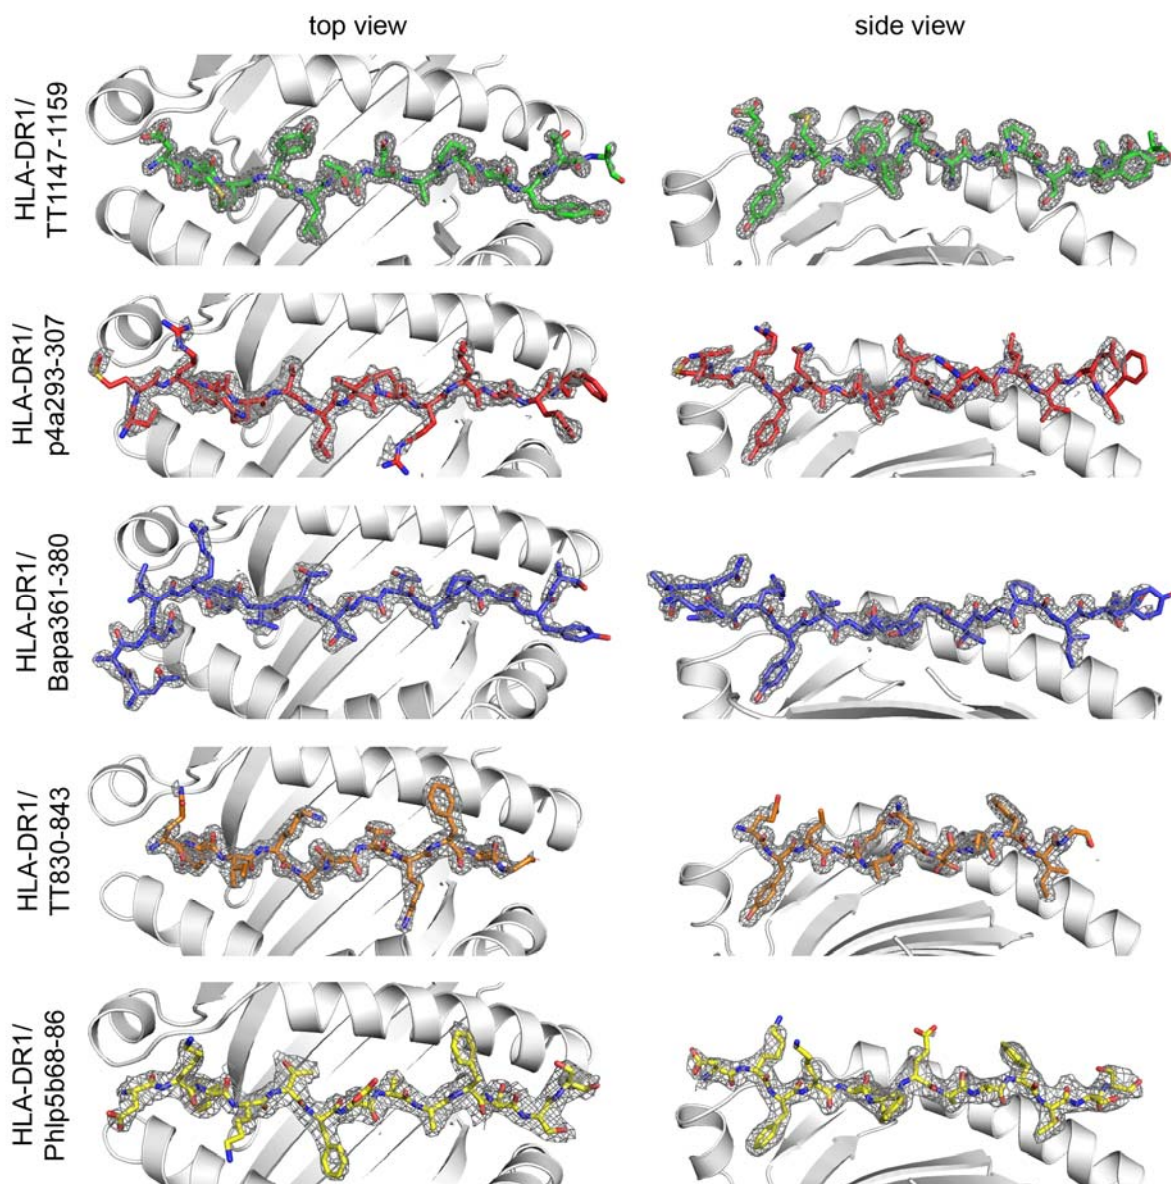 top view
side view
HLA-DR1/
TT1147-1159
HLA-DR1/
p4a293-307
HLA-DR1/
Bapa361-380
HLA-DR1/
TT830-843
HLA-DR1/
Phlp5b68-86